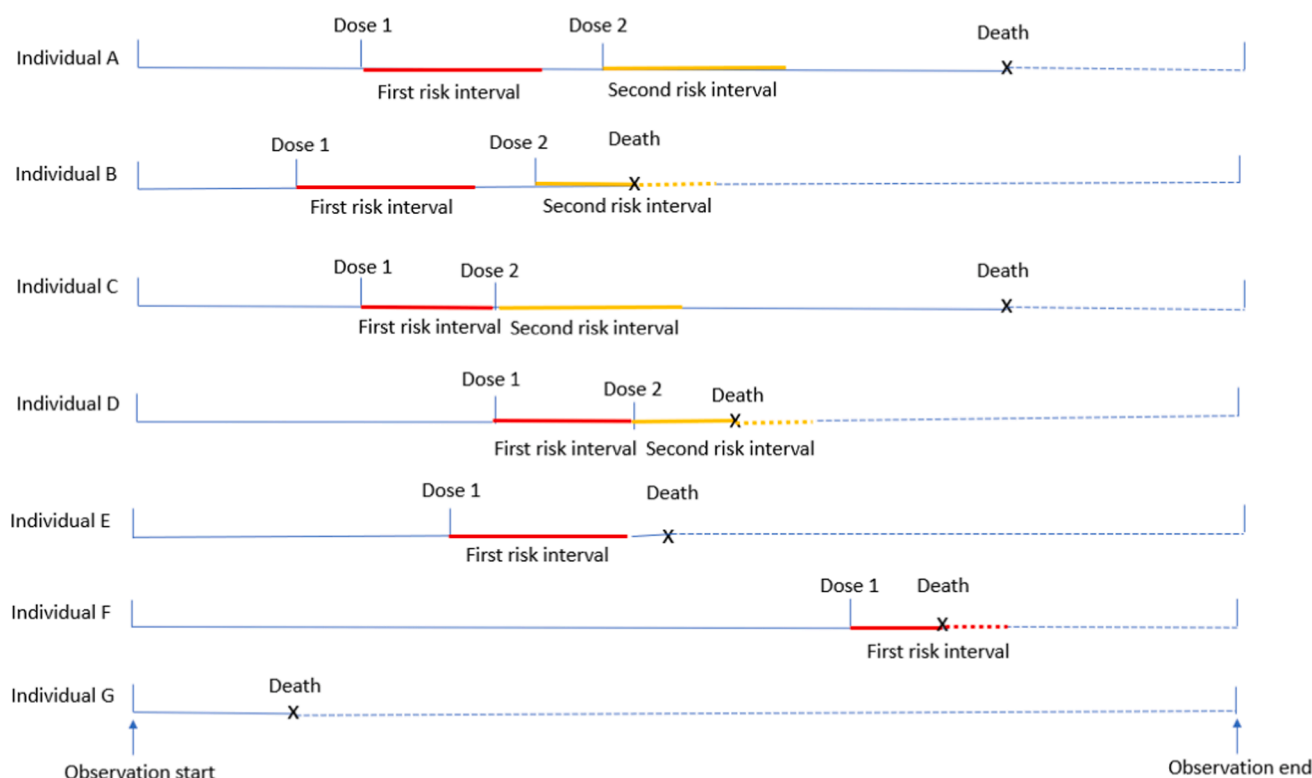 Dose 1 Dose 2 Death
Individual A
First risk interval Second risk interval
Dose 1 Dose 2 Death
Individual B
First risk interval Second risk interval
Dose 1 Dose 2 Death
Individual C
First risk interval Second risk interval
Dose 1 Dose 2 Death
Individual D
First risk interval Second risk interval
Dose 1 Death
Individual E
First risk interval
Dose 1 Death
Individual F
First risk interval
Death
Individual G
Observation start Observation end